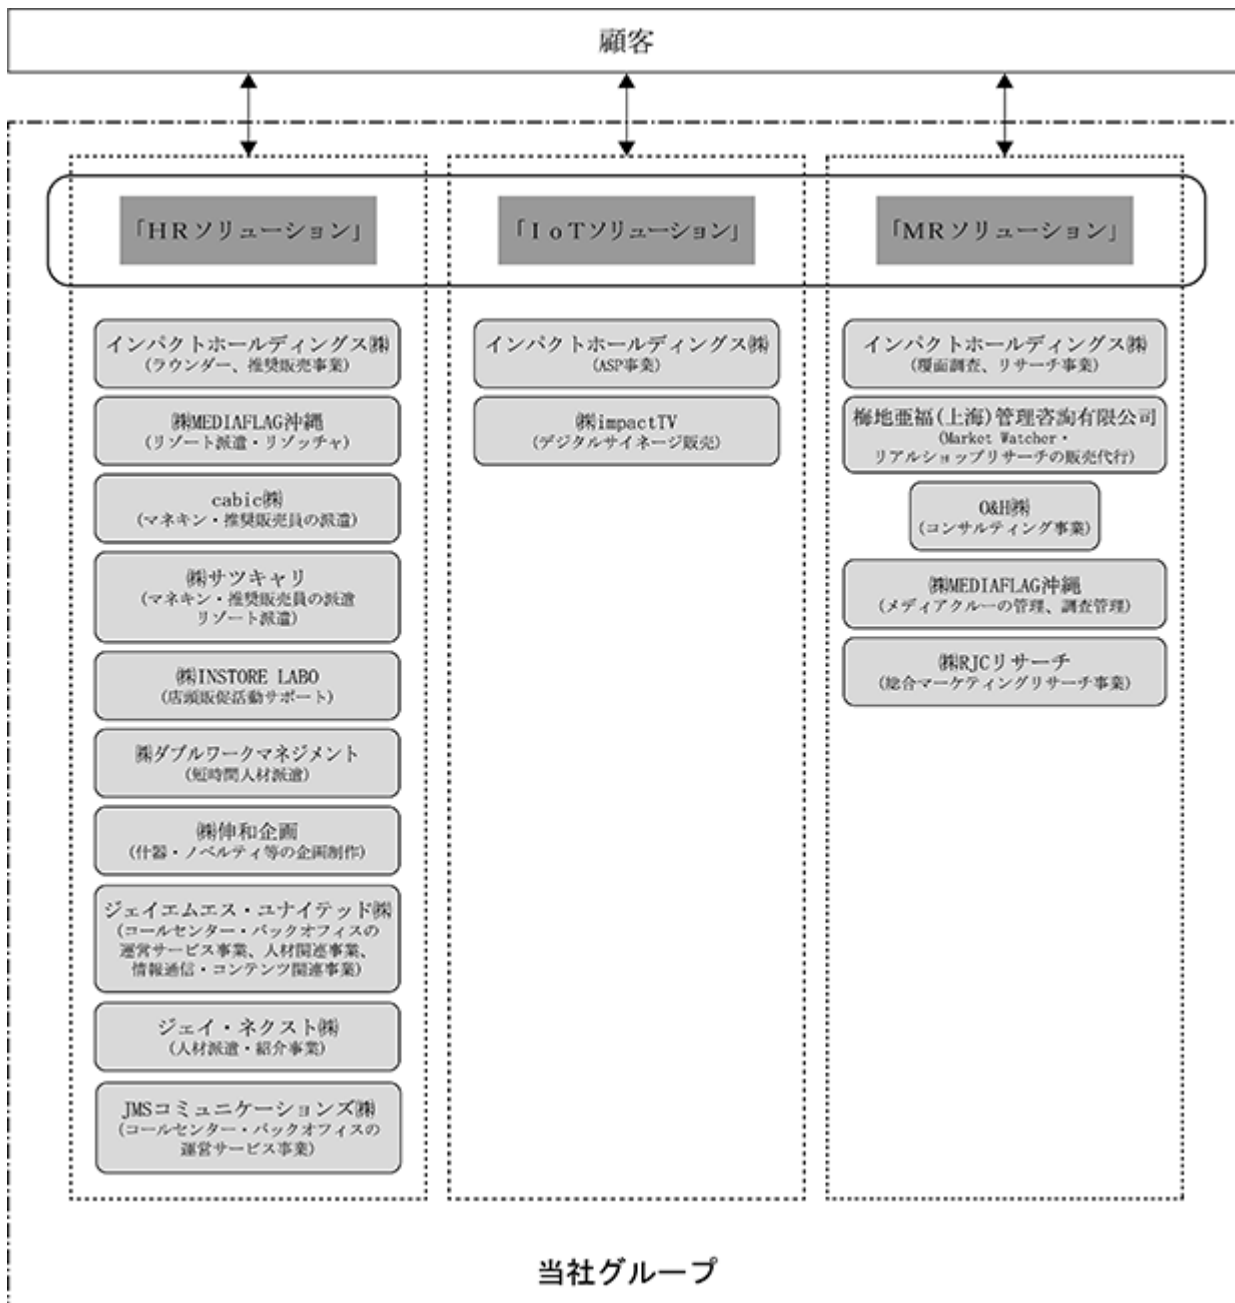 顧客
「HRソリューション」
インパクトホールディングス㈱
(ラウンダー、推奨販売事業)
㈱MEDIAFLAG沖縄
(リゾート派遣・リゾッチャ)
cabic㈱
(マネキン・推奨販売員の派遣)
㈱サツキャリ
(マネキン・推奨販売員の派遣
リゾート派遣)
㈱INSTORE LABO
(店頭販促活動サポート)
㈱ダブルワークマネジメント
(短時間人材派遣)
㈱伸和企画
(什器・ノベルティ等の企画制作)
ジェイエムエス・ユナイテッド㈱
(コールセンター・バックオフィスの
運営サービス事業、人材関連事業、
情報通信・コンテンツ関連事業)
ジェイ・ネクスト㈱
(人材派遣・紹介事業)
JMSコミュニケーションズ㈱
(コールセンター・バックオフィスの
運営サービス事業)
「IoTソリューション」
インパクトホールディングス㈱
(ASP事業)
㈱impactTV
(デジタルサイネージ販売)
「MRソリューション」
インパクトホールディングス㈱
(覆面調査、リサーチ事業)
梅地亜福(上海)管理咨詢有限公司
(Market Watcher・
リアルショップリサーチの販売代行)
O&H㈱
(コンサルティング事業)
㈱MEDIAFLAG沖縄
(メディアクルーの管理、調査管理)
㈱RJCリサーチ
(総合マーケティングリサーチ事業)
当社グループ